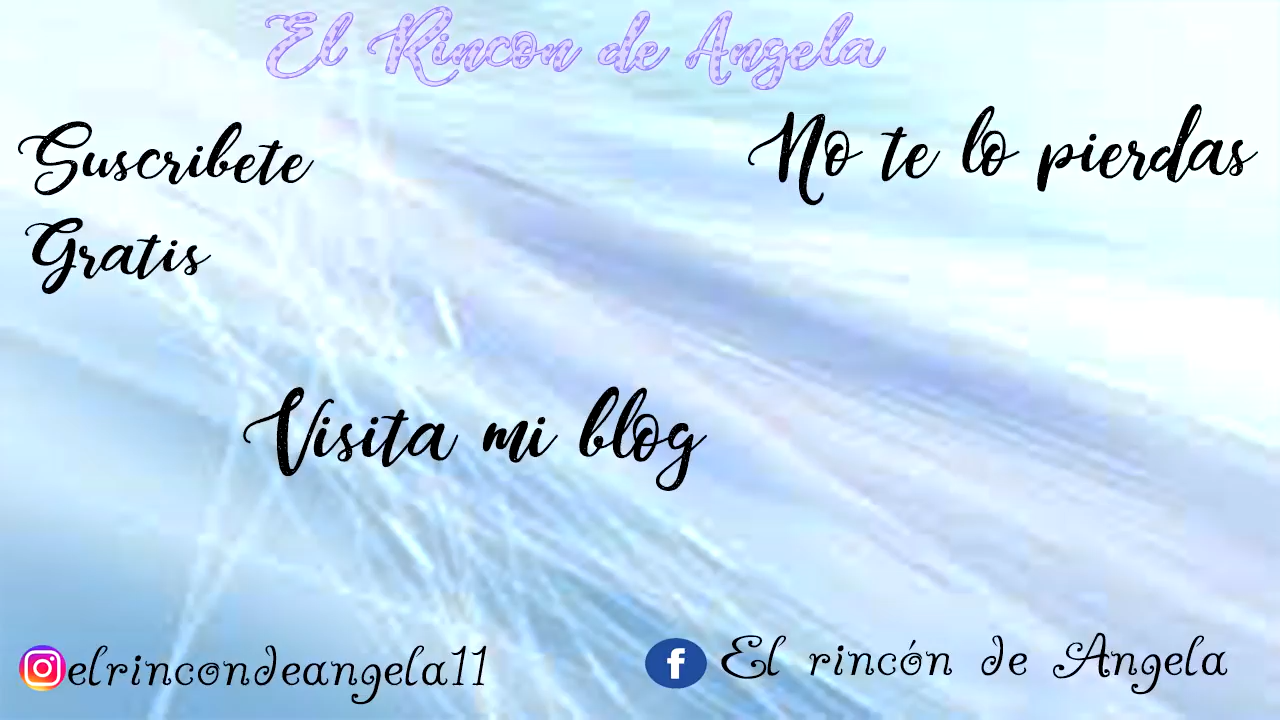 El Rincon de Angela
Suscribete
Gratis
No te lo pierdas
Visita mi blog
elrincondeangela11
El rincón de Angela